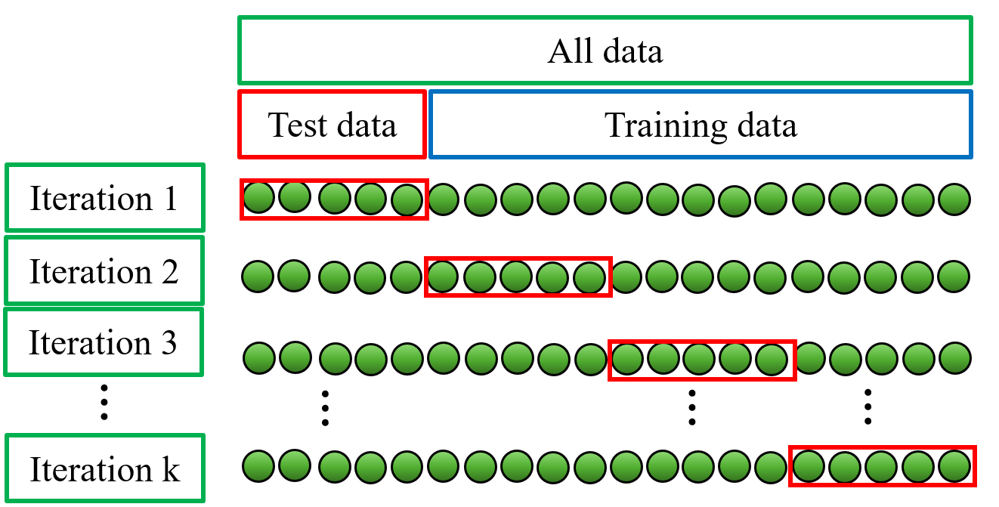 All data
Test data
Training data
Iteration 1
Iteration 2
Iteration 3
Iteration k